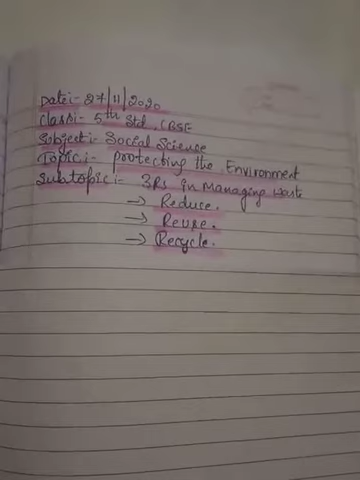 Date:- 27/11/2020
Class:- 5th Std, CBSE
Subject:- Social Science
Topic:- protecting the Environment
Subtopic:- 3Rs in Managing waste
→ Reduce.
→ Reuse.
→ Recycle.